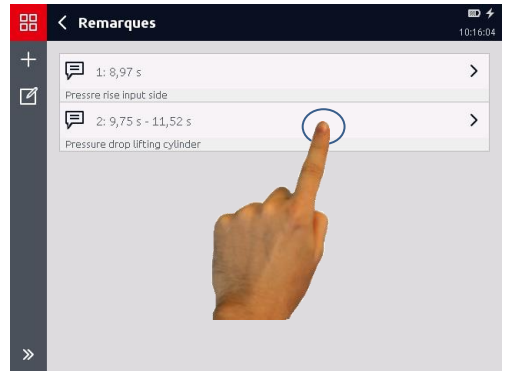 Remarques
10:16:04
1: 8,97 s
Pressre rise input side
2: 9,75 s - 11,52 s
Pressure drop lifting cylinder